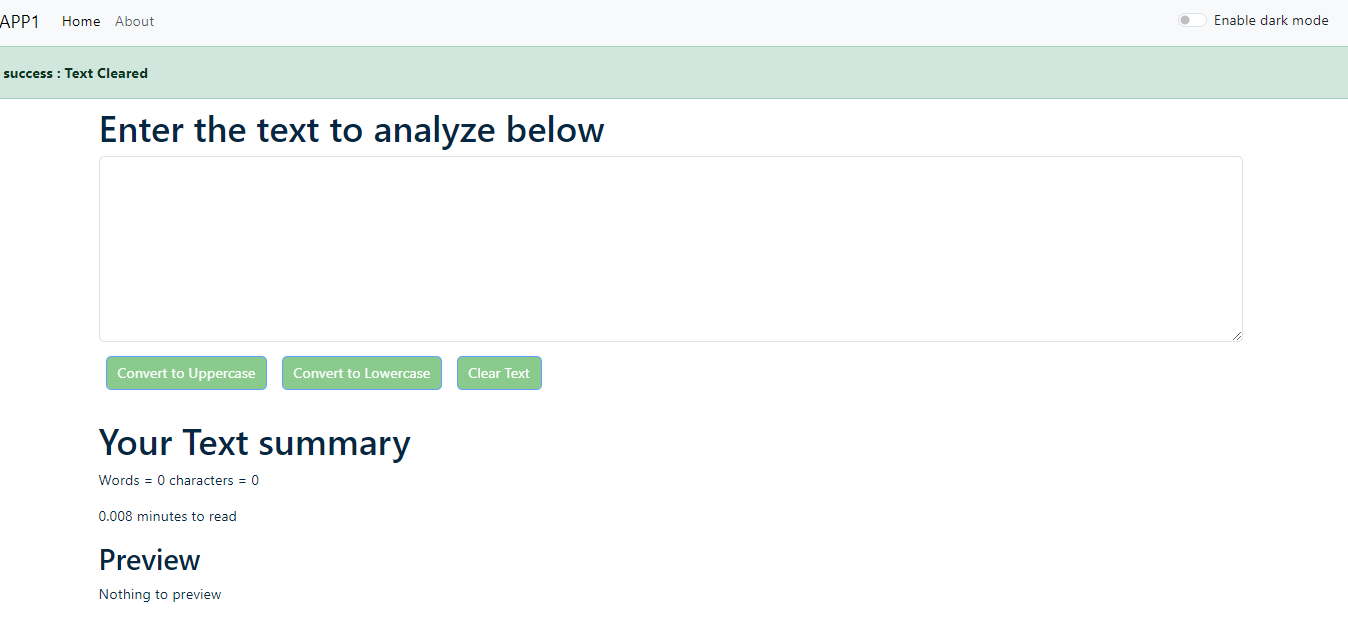 APP1 Home About Enable dark mode
success : Text Cleared
Enter the text to analyze below
Convert to Uppercase Convert to Lowercase Clear Text
Your Text summary
Words = 0 characters = 0
0.008 minutes to read
Preview
Nothing to preview